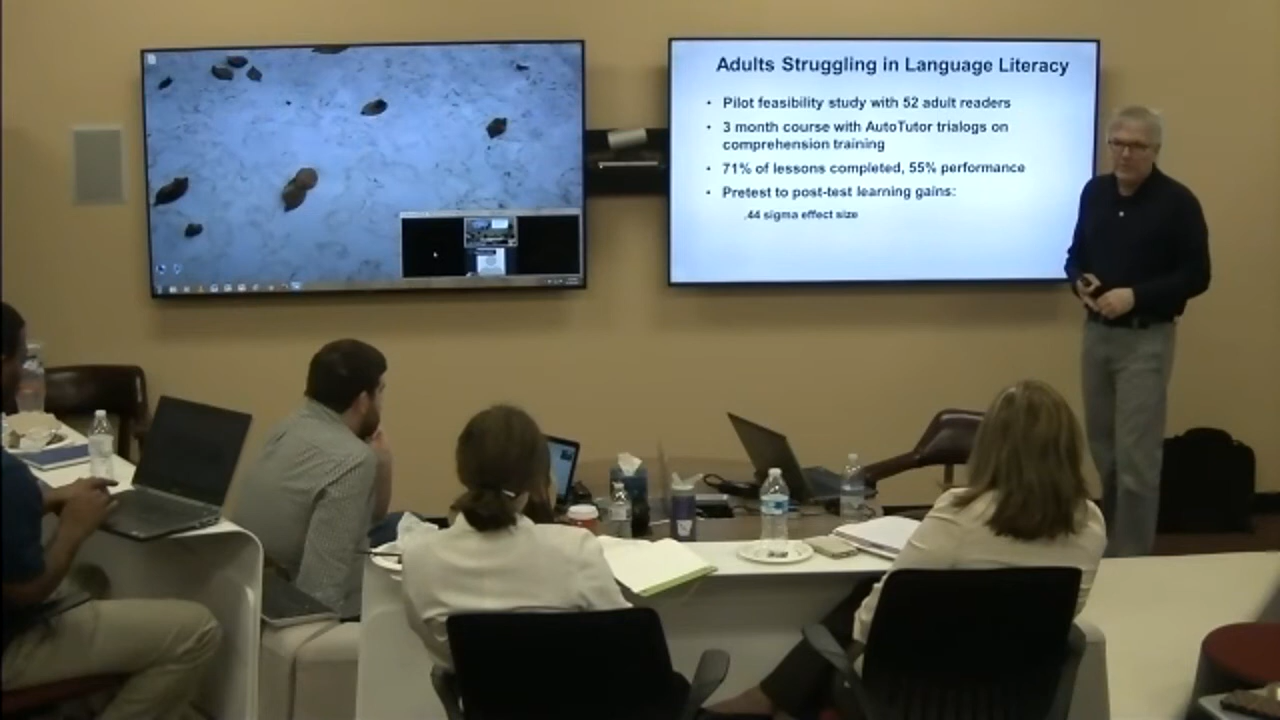 Adults Struggling in Language Literacy
• Pilot feasibility study with 52 adult readers
• 3 month course with AutoTutor trialogs on
comprehension training
• 71% of lessons completed, 55% performance
• Pretest to post-test learning gains:
.44 sigma effect size